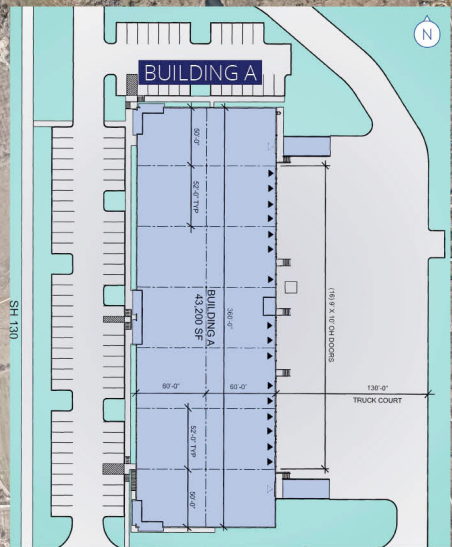 N
BUILDING A
50'-0"
52'-0" TYP
BUILDING A
43,200 SF
360'-0"
(16) 9' X 10' OH DOORS
60'-0"
60'-0"
130'-0"
TRUCK COURT
52'-0" TYP
50'-0"
SH 130